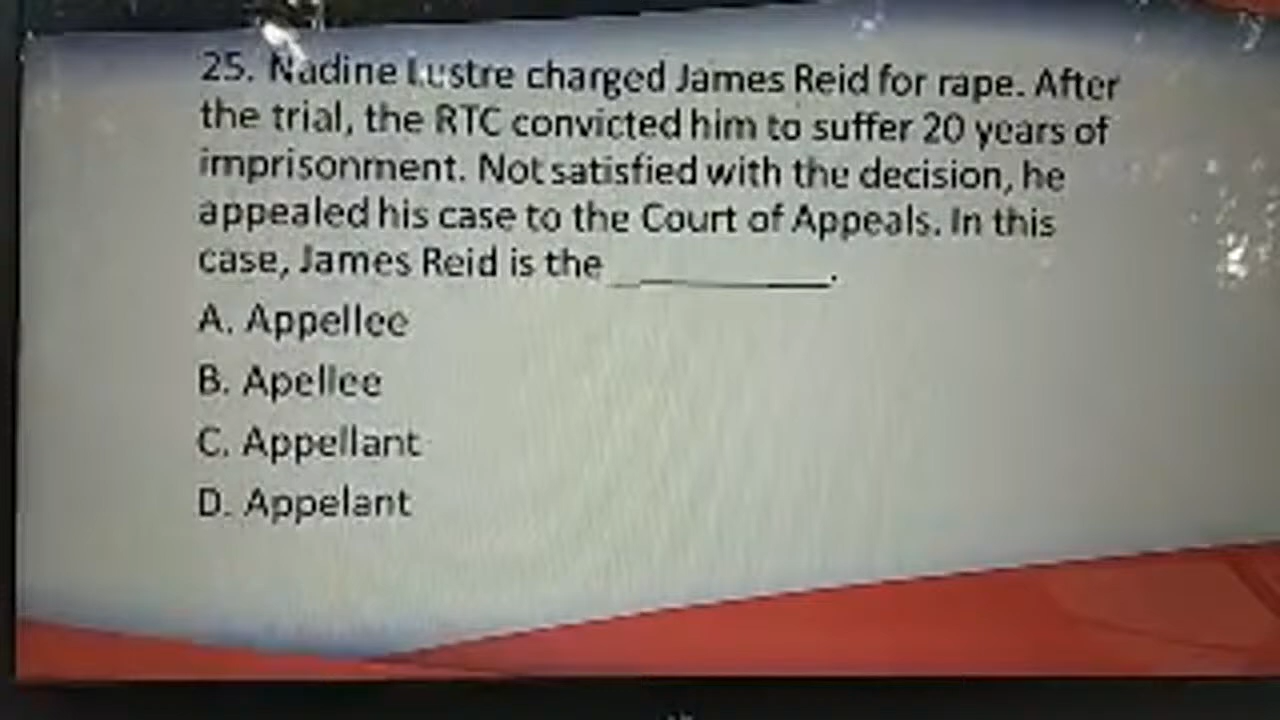 25. Nadine Lustre charged James Reid for rape. After
the trial, the RTC convicted him to suffer 20 years of
imprisonment. Not satisfied with the decision, he
appealed his case to the Court of Appeals. In this
case, James Reid is the __________.
A. Appellee
B. Apellee
C. Appellant
D. Appelant